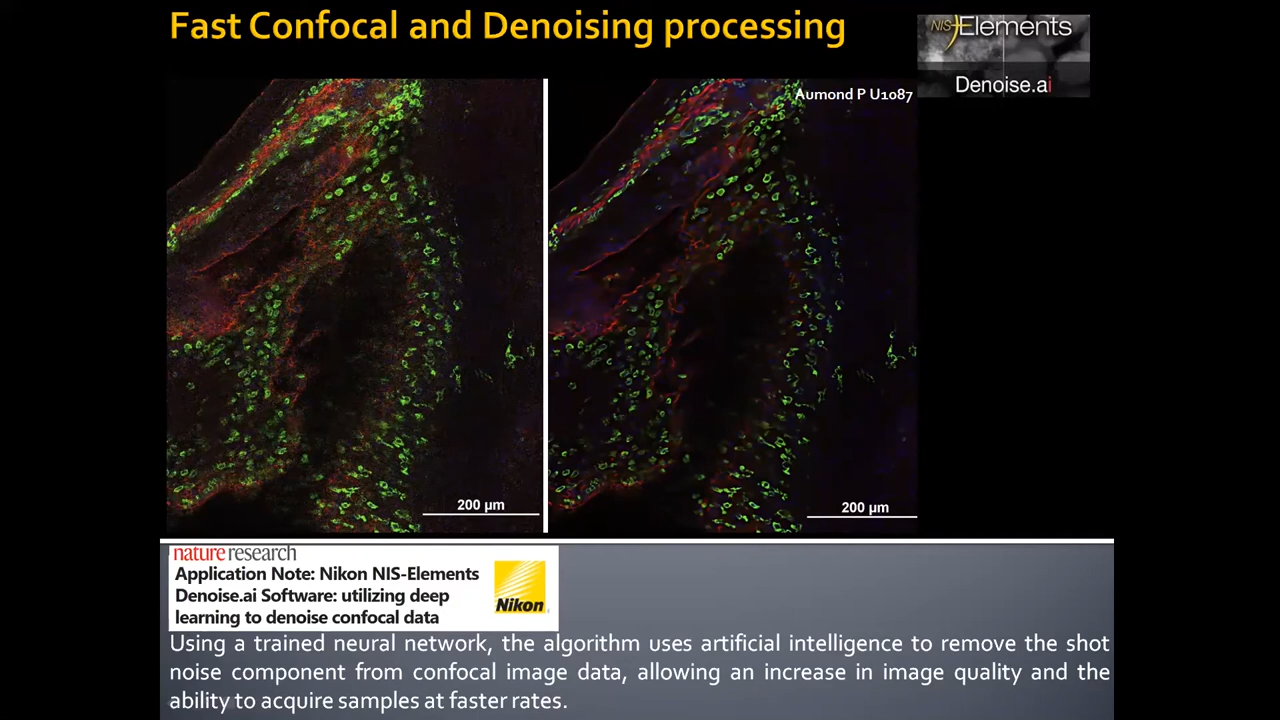 Fast Confocal and Denoising processing
NIS Elements
Denoise.ai
Aumond P U1087
200 µm
200 µm
nature research
Application Note: Nikon NIS-Elements
Denoise.ai Software: utilizing deep
learning to denoise confocal data
Nikon
Using a trained neural network, the algorithm uses artificial intelligence to remove the shot
noise component from confocal image data, allowing an increase in image quality and the
ability to acquire samples at faster rates.